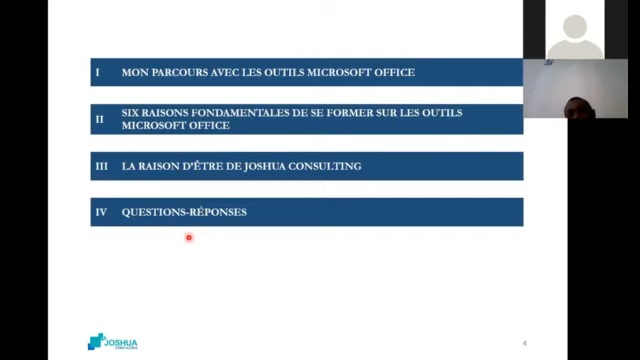 I MON PARCOURS AVEC LES OUTILS MICROSOFT OFFICE
II SIX RAISONS FONDAMENTALES DE SE FORMER SUR LES OUTILS
MICROSOFT OFFICE
III LA RAISON D'ÊTRE DE JOSHUA CONSULTING
IV QUESTIONS-RÉPONSES
JOSHUA
CONSULTING
4